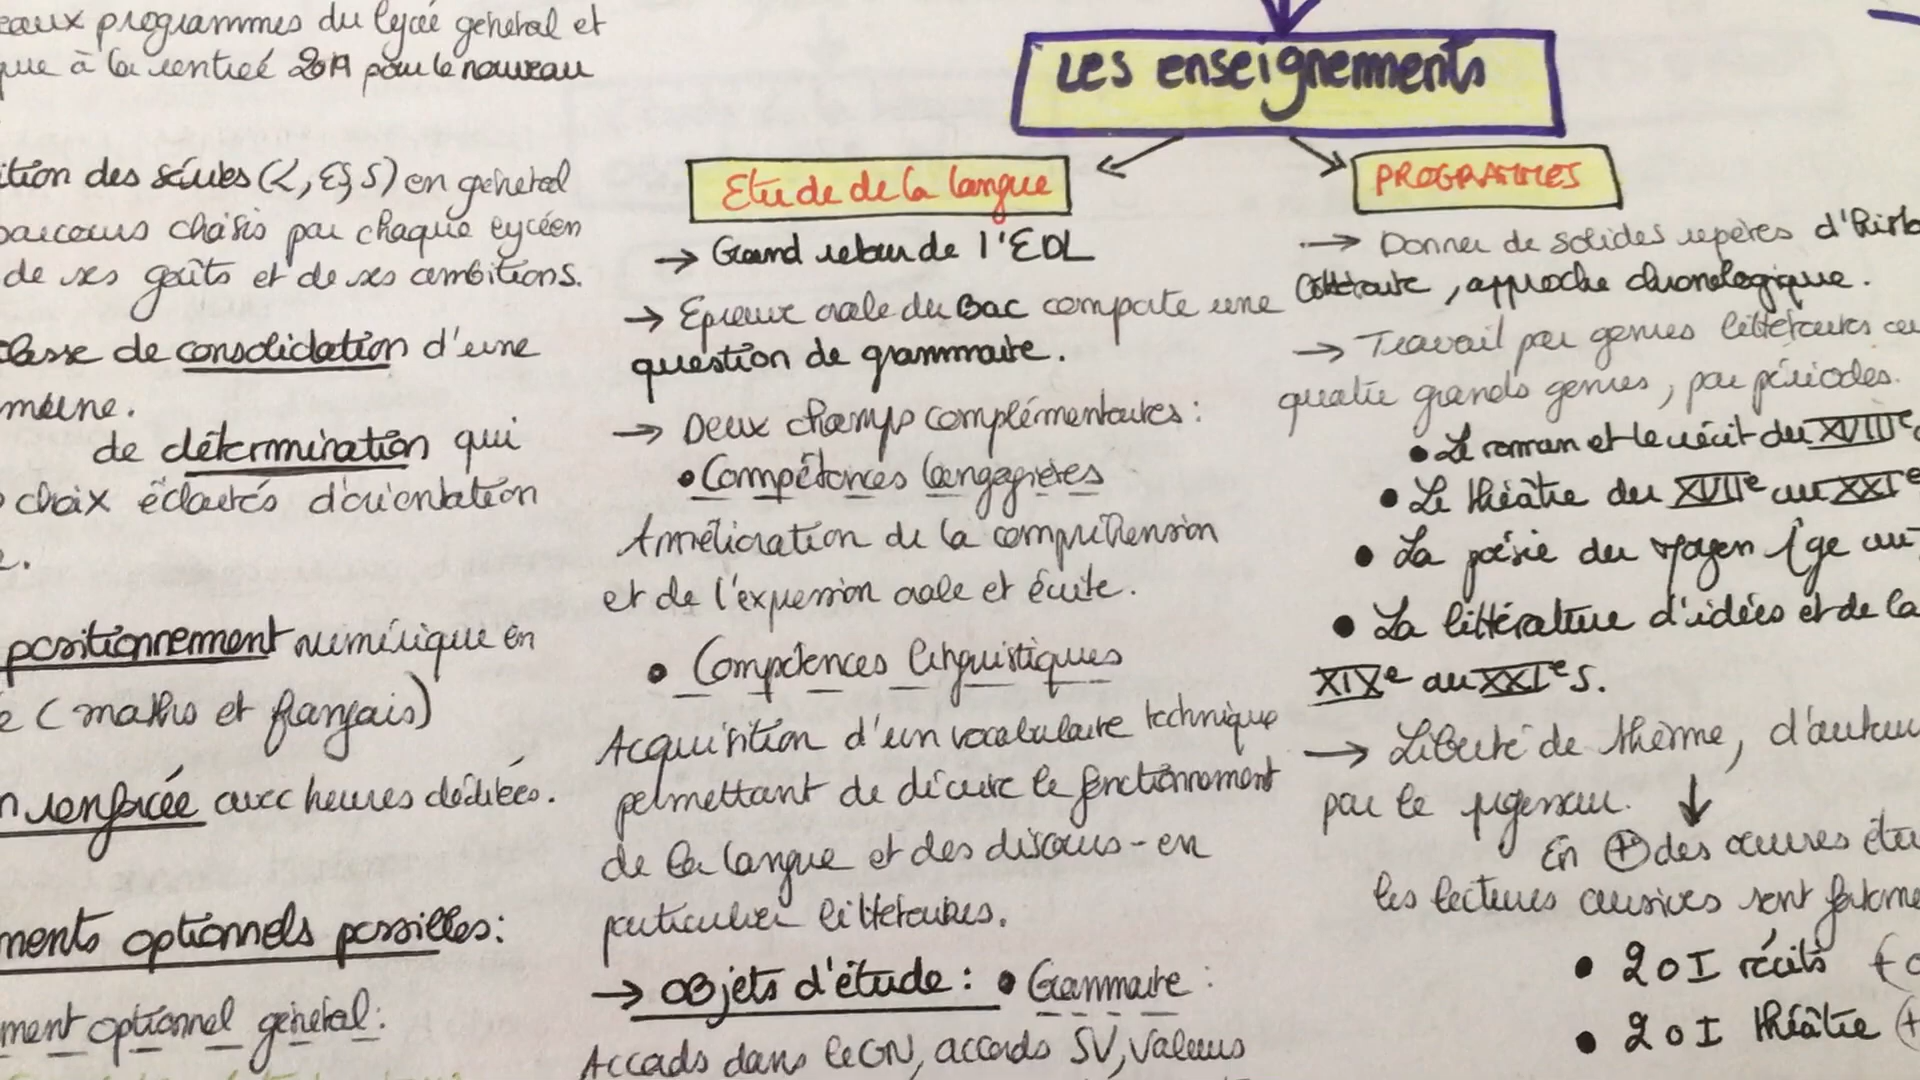 eaux programmes du lycée général et
que à la rentrée 2019 pour le nouveau
ition des séries (L, ES, S) en général
parcours choisis par chaque lycéen
de ses goûts et de ses ambitions.
classe de consolidation d'une
mune.
de détermination qui
choix éclairés d'orientation
positionnement numérique en
(maths et français)
n renforcée avec heures dédiées.
ments optionnels possibles:
ment optionnel général:
Les enseignements
Etude de la langue
→ Grand retour de l'EDL
→ Epreuve orale du Bac comporte une
question de grammaire.
→ Deux champs complémentaires:
• Compétences langagières
Amélioration de la compréhension
et de l'expression orale et écrite.
• Compétences linguistiques
Acquisition d'un vocabulaire technique
permettant de décrire le fonctionnement
de la langue et des discours - en
particulier littéraires.
→ Objets d'étude: • Grammaire:
Accords dans le GN, accords SV, Valeurs
PROGRAMMES
→ Donner de solides repères d'histo
littéraire, approche chronologique.
→ Travail par genres littéraires
quatre grands genres, par périodes.
• Le roman et le récit du XVIIIe
• Le théâtre du XVIIe au XXIe
• La poésie du Moyen Âge au
• La littérature d'idées et de la
XIXe au XXIe s.
→ Liberté de thème, d'auteu
par le ↓
En ⊕ des œuvres étu
les lectures cursives sont
• 2 o I récits
• 2 o I théâtre (+